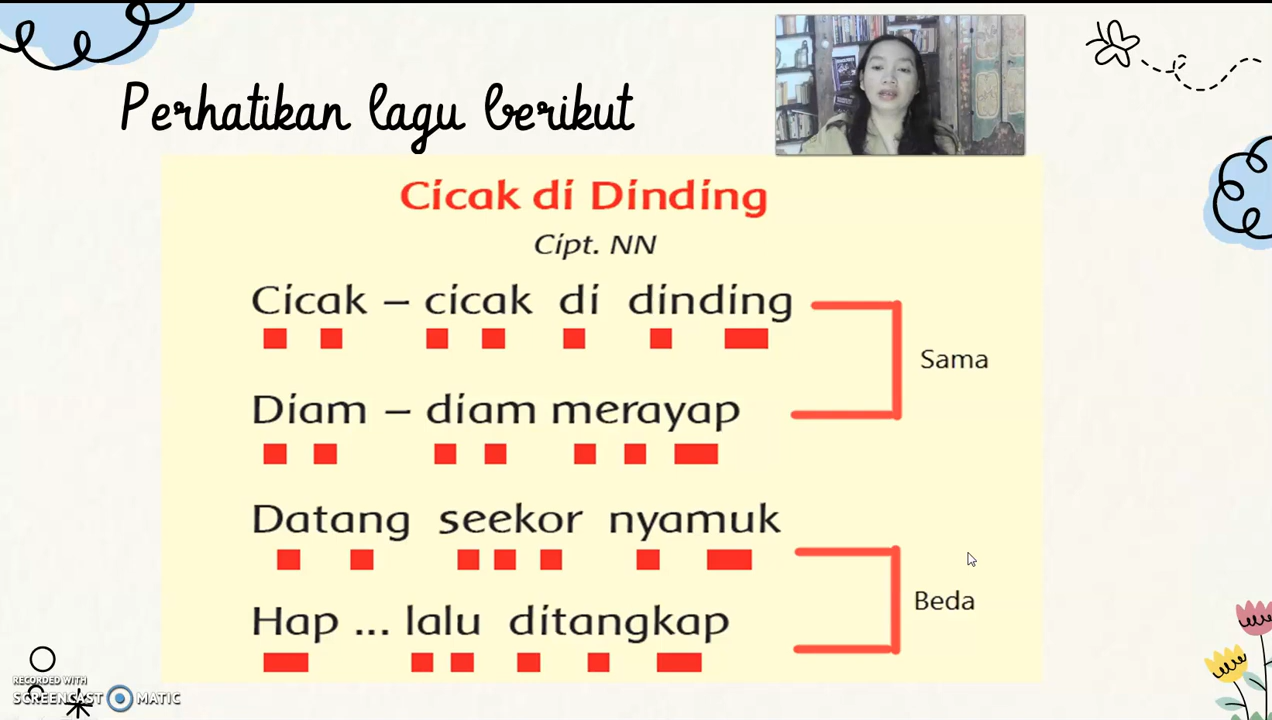 Perhatikan lagu berikut
Cicak di Dinding
Cipt. NN
Cicak – cicak di dinding
Sama
Diam – diam merayap
Datang seekor nyamuk
Beda
Hap ... lalu ditangkap
RECORDED WITH
SCREENCAST MATIC